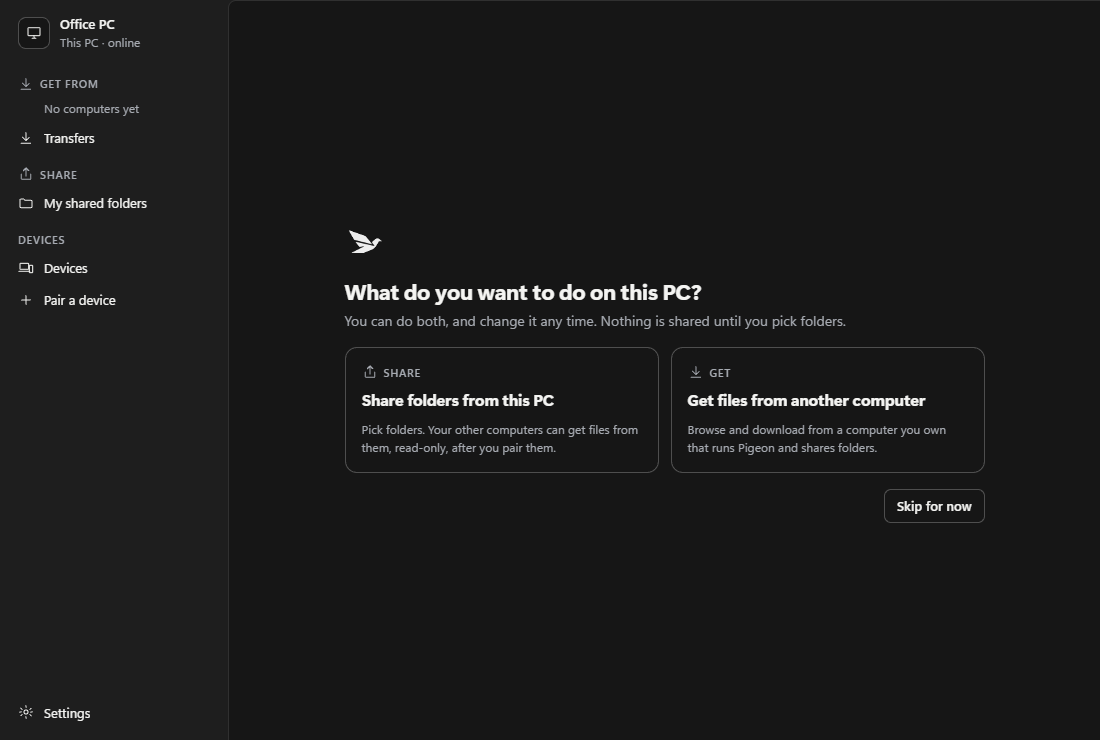 Office PC
This PC · online
GET FROM
No computers yet
Transfers
SHARE
My shared folders
DEVICES
Devices
Pair a device
Settings
What do you want to do on this PC?
You can do both, and change it any time. Nothing is shared until you pick folders.
SHARE
Share folders from this PC
Pick folders. Your other computers can get files from
them, read-only, after you pair them.
GET
Get files from another computer
Browse and download from a computer you own
that runs Pigeon and shares folders.
Skip for now